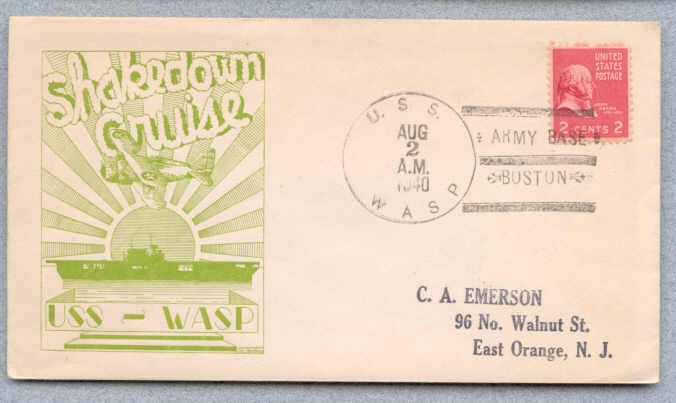 Shakedown
Cruise
USS - WASP
U. S. S.
AUG
2
A.M.
1940
WASP
ARMY BASE
BOSTON
UNITED
STATES
POSTAGE
2 CENTS 2
C. A. EMERSON
96 No. Walnut St.
East Orange, N. J.